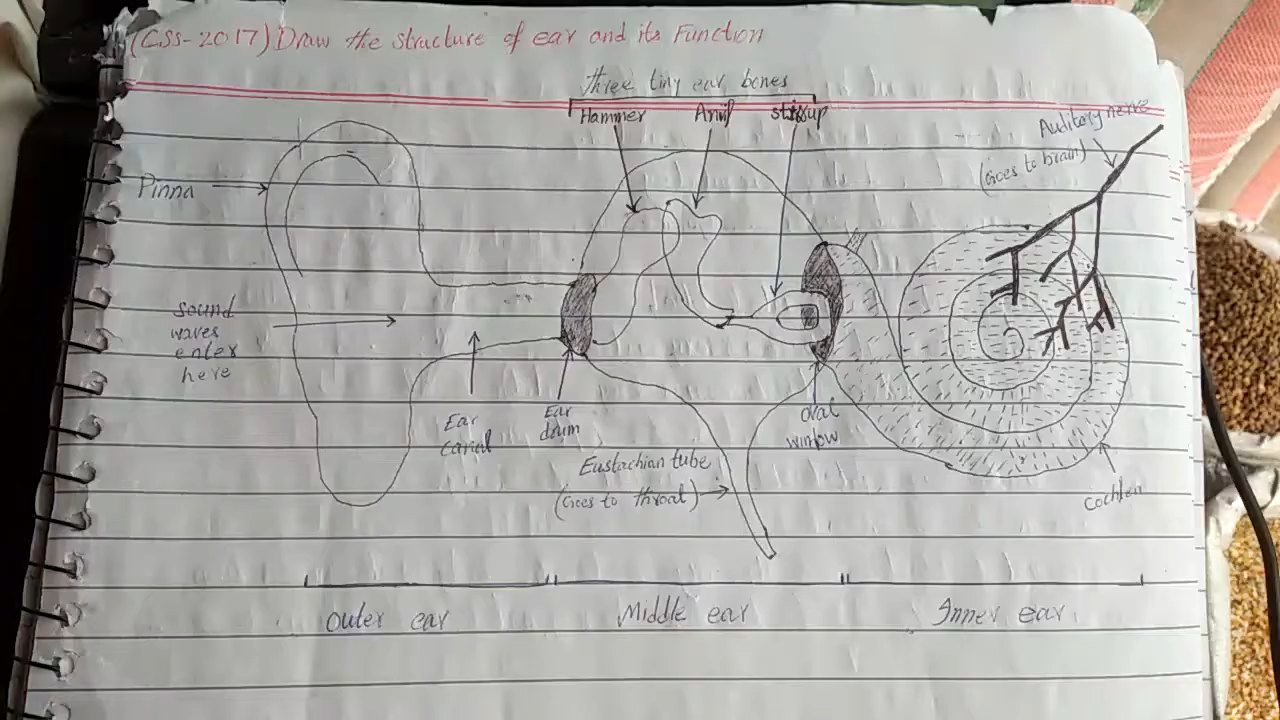 (CSS-2017) Draw the structure of ear and its Function
three tiny ear bones
Hammer
Anvil
stirrup
Auditory nerve
(Goes to brain)
Pinna
sound
waves
enter
here
Ear
canal
Ear
drum
Eustachian tube
(Goes to throat)
oval
window
cochlea
outer ear
Middle ear
Inner ear